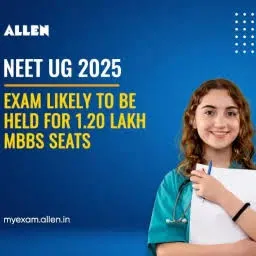 ALLEN
NEET UG 2025
EXAM LIKELY TO BE
HELD FOR 1.20 LAKH
MBBS SEATS
myexam.allen.in